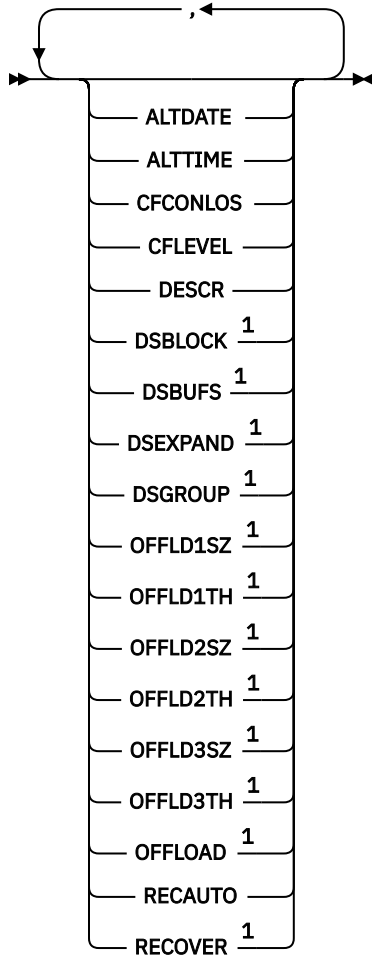 ,
ALTDATE
ALTTIME
CFCONLOS
CFLEVEL
DESCR
DSBLOCK 1
DSBUFS 1
DSEXPAND 1
DSGROUP 1
OFFLD1SZ 1
OFFLD1TH 1
OFFLD2SZ 1
OFFLD2TH 1
OFFLD3SZ 1
OFFLD3TH 1
OFFLOAD 1
RECAUTO
RECOVER 1